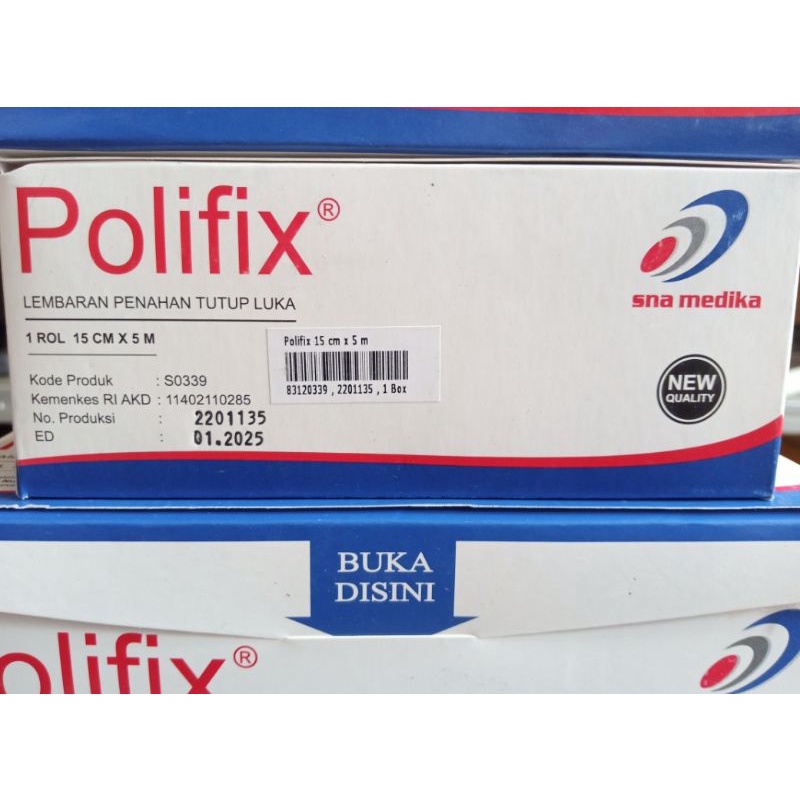 Polifix®
LEMBARAN PENAHAN TUTUP LUKA
1 ROL 15 CM X 5 M
Kode Produk : S0339
Kemenkes RI AKD : 11402110285
No. Produksi : 2201135
ED : 01.2025
Polifix 15 cm x 5 m
83120339 , 2201135 , 1 Box
sna medika
NEW
QUALITY
BUKA
DISINI
olifix®